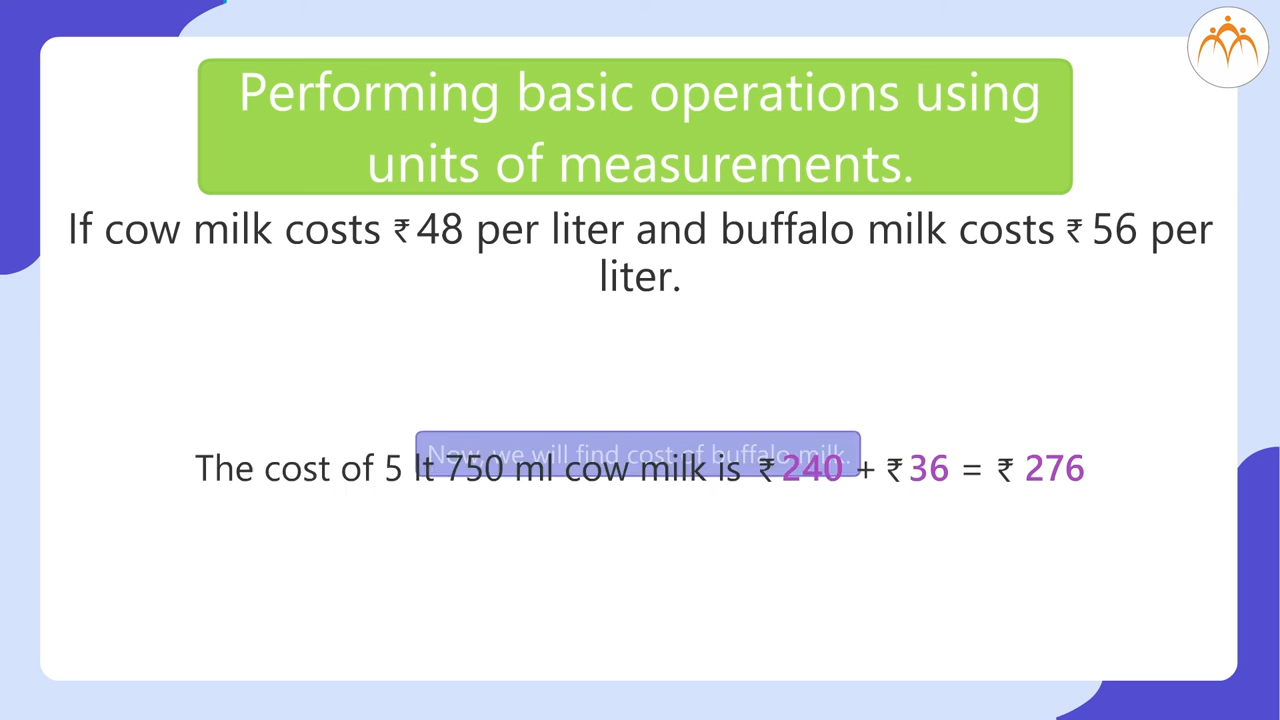 Performing basic operations using
units of measurements.
If cow milk costs ₹ 48 per liter and buffalo milk costs ₹ 56 per
liter.
Now, we will find cost of buffalo milk.
The cost of 5 lt 750 ml cow milk is ₹ 240 + ₹ 36 = ₹ 276